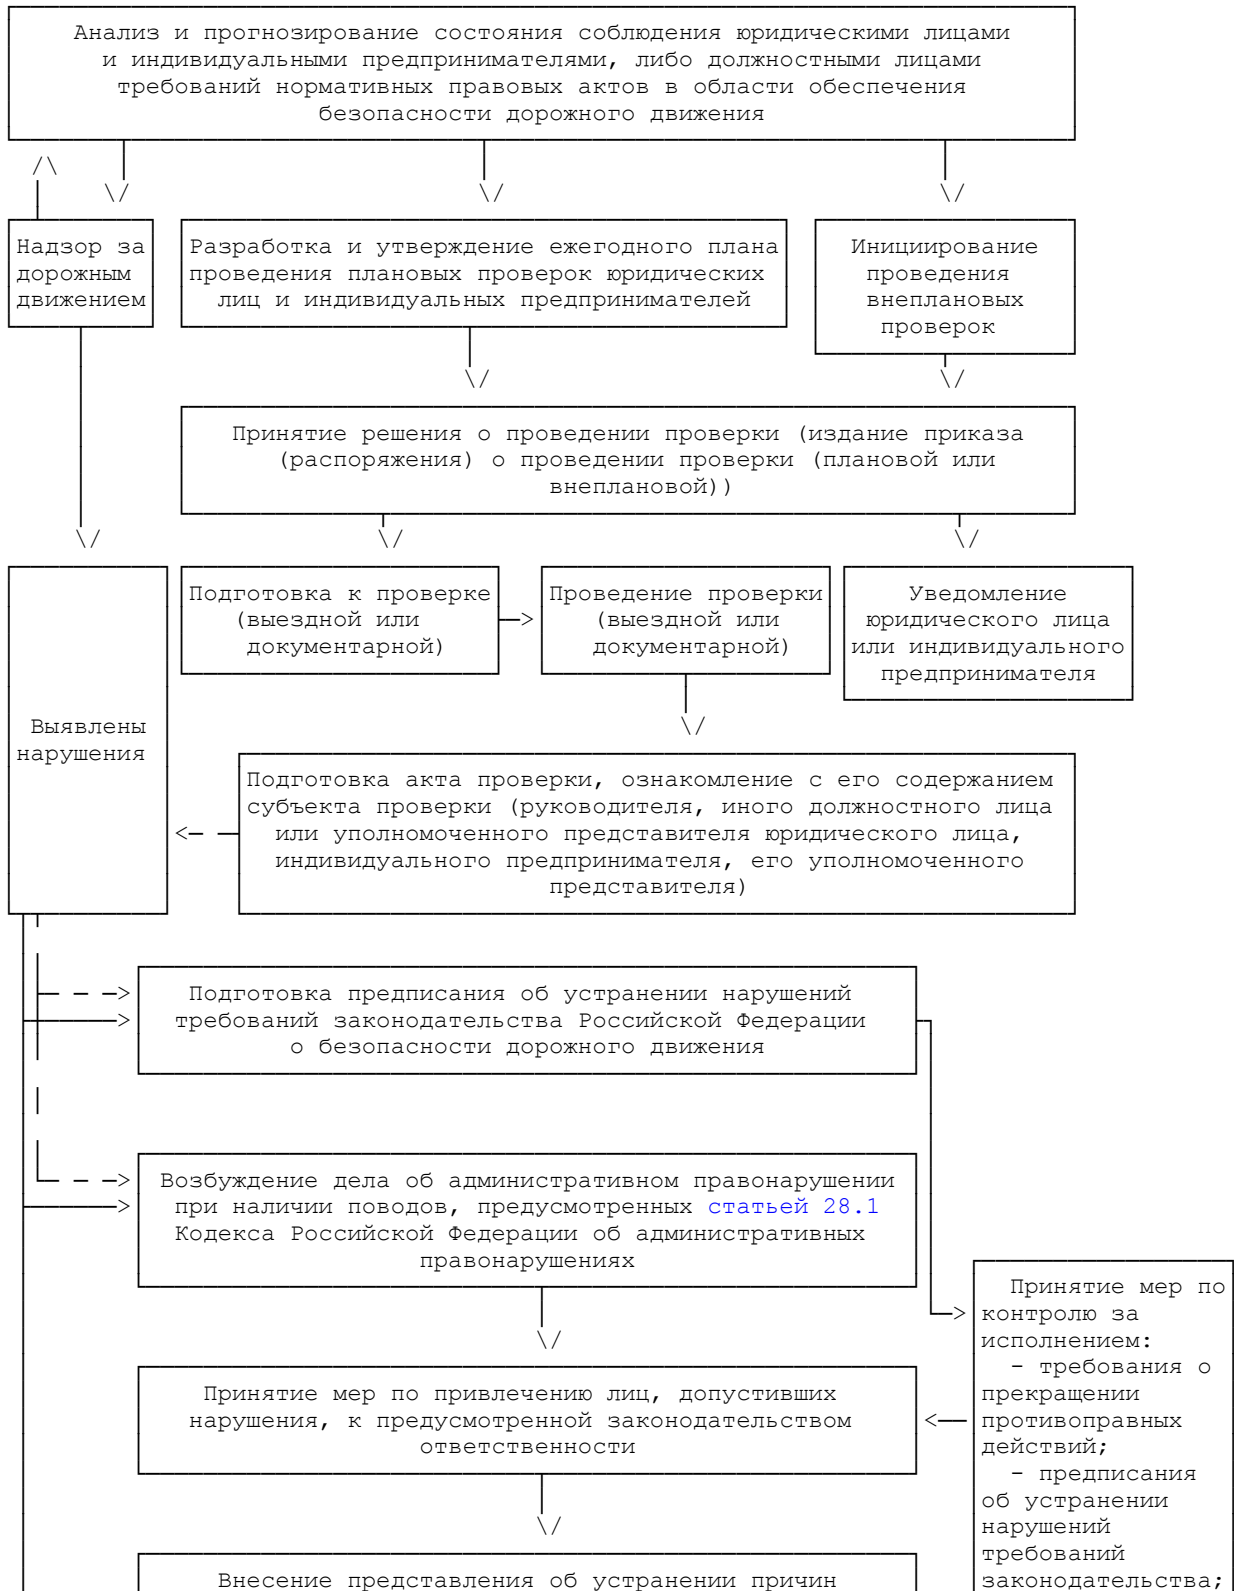 Анализ и прогнозирование состояния соблюдения юридическими лицами
и индивидуальными предпринимателями, либо должностными лицами
требований нормативных правовых актов в области обеспечения
безопасности дорожного движения
Надзор за
дорожным
движением
Разработка и утверждение ежегодного плана
проведения плановых проверок юридических
лиц и индивидуальных предпринимателей
Инициирование
проведения
внеплановых
проверок
Принятие решения о проведении проверки (издание приказа
(распоряжения) о проведении проверки (плановой или
внеплановой))
Подготовка к проверке
(выездной или
документарной)
Проведение проверки
(выездной или
документарной)
Уведомление
юридического лица
или индивидуального
предпринимателя
Выявлены
нарушения
Подготовка акта проверки, ознакомление с его содержанием
субъекта проверки (руководителя, иного должностного лица
или уполномоченного представителя юридического лица,
индивидуального предпринимателя, его уполномоченного
представителя)
Подготовка предписания об устранении нарушений
требований законодательства Российской Федерации
о безопасности дорожного движения
Возбуждение дела об административном правонарушении
при наличии поводов, предусмотренных статьей 28.1
Кодекса Российской Федерации об административных
правонарушениях
Принятие мер по
контролю за
исполнением:
- требования о
прекращении
противоправных
действий;
- предписания
об устранении
нарушений
требований
законодательства;
Принятие мер по привлечению лиц, допустивших
нарушения, к предусмотренной законодательством
ответственности
Внесение представления об устранении причин